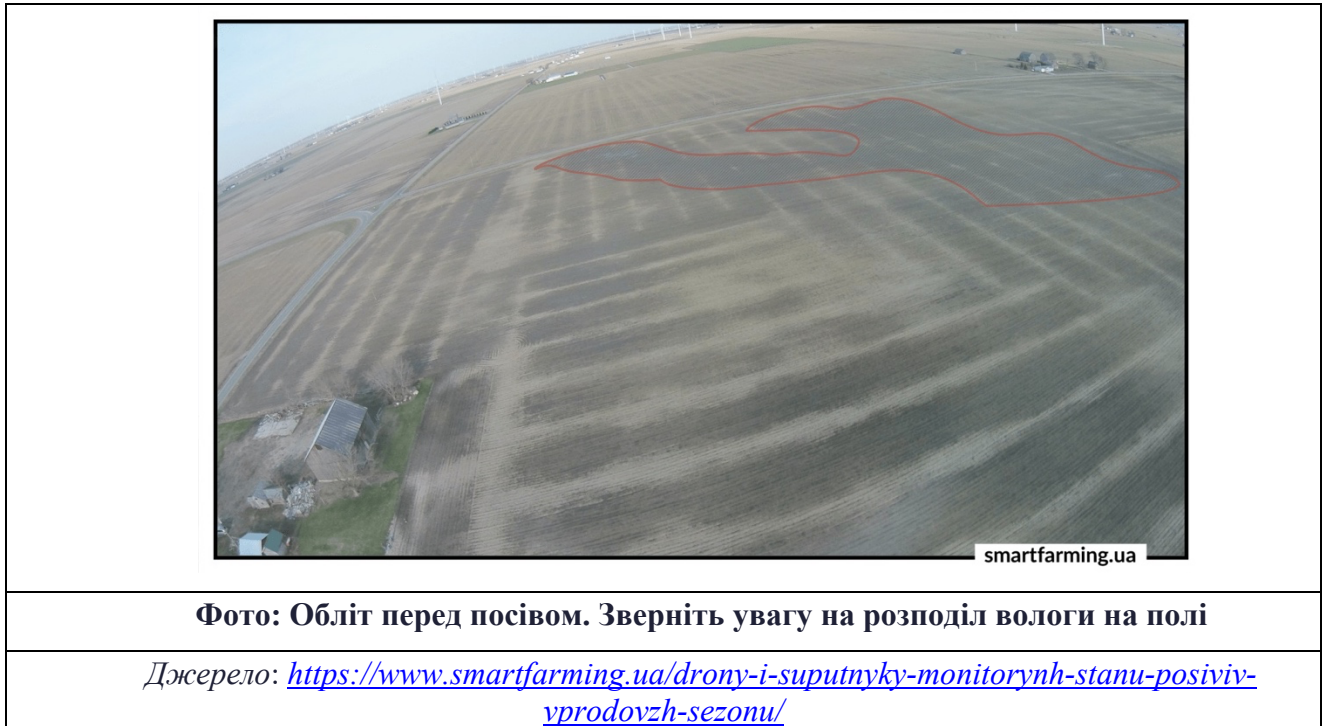 smartfarming.ua
Фото: Обліт перед посівом. Зверніть увагу на розподіл вологи на полі
Джерело: https://www.smartfarming.ua/drony-i-suputnyky-monitorynh-stanu-posiviv-
vprodovzh-sezonu/